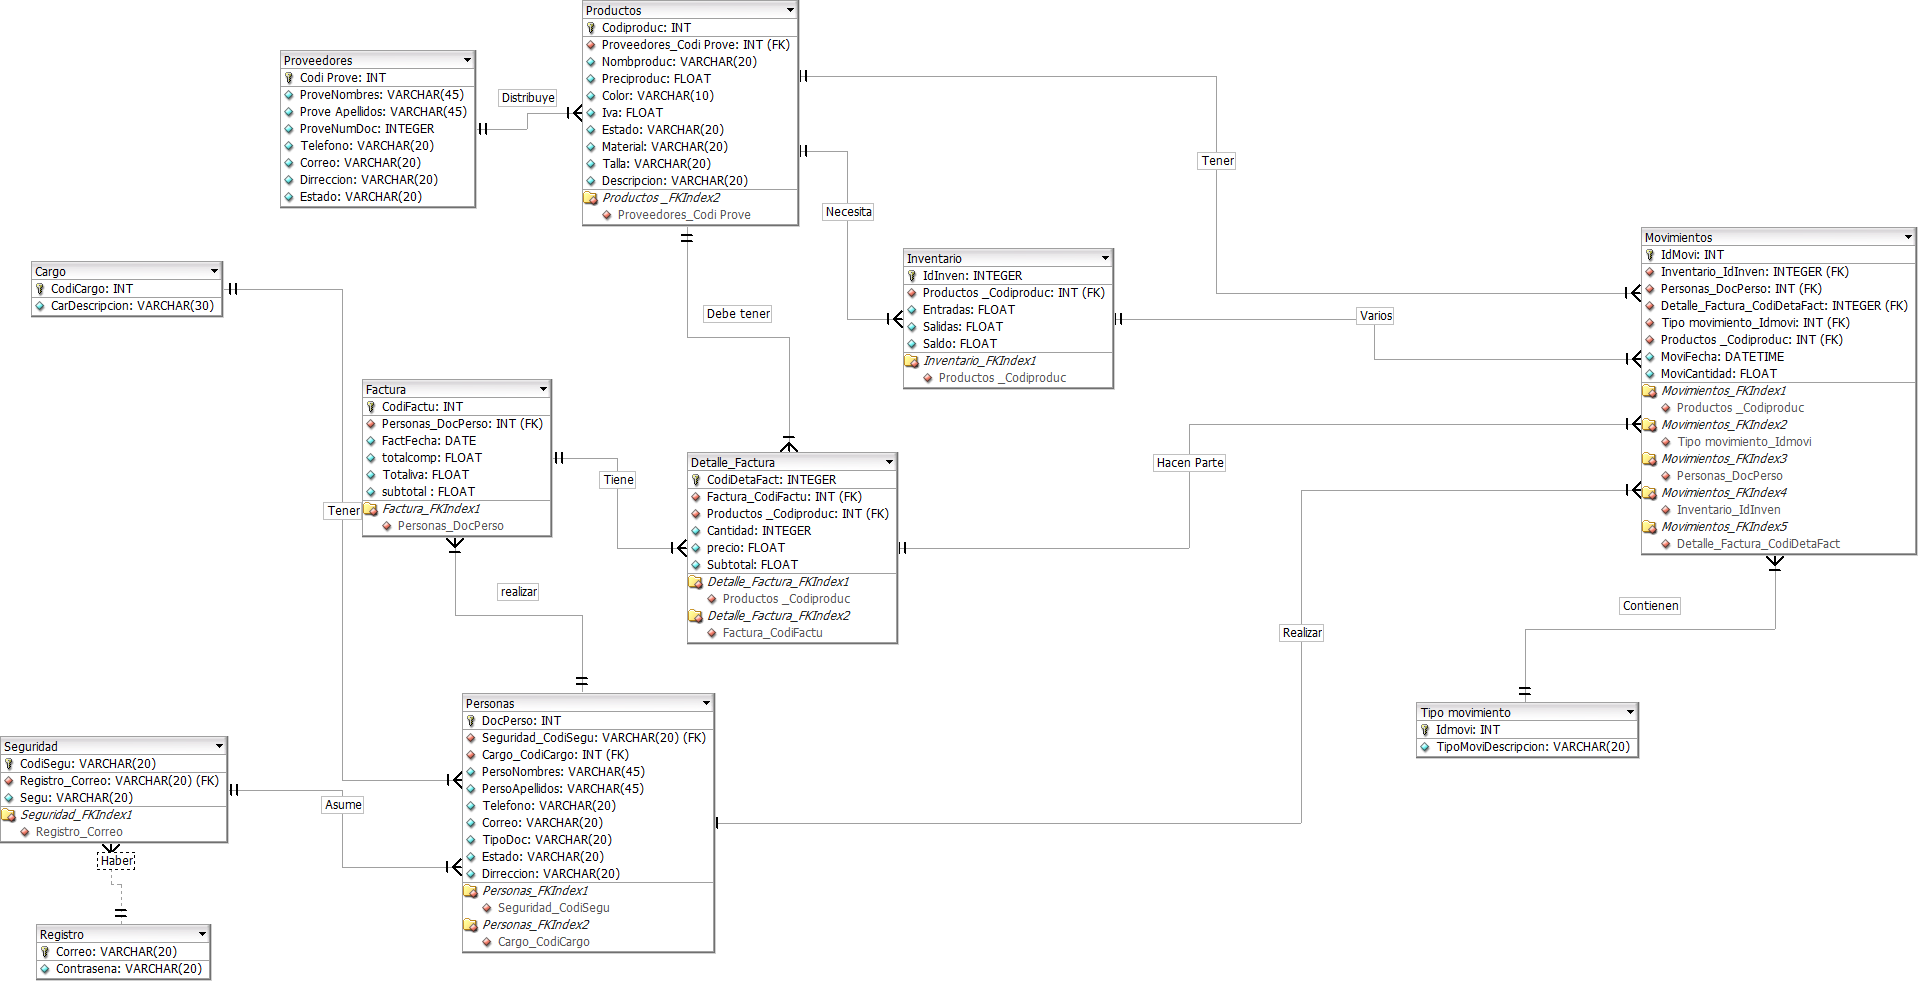 Productos
Codiproduc: INT
Proveedores_Codi Prove: INT (FK)
Nombproduc: VARCHAR(20)
Preciproduc: FLOAT
Color: VARCHAR(10)
Iva: FLOAT
Estado: VARCHAR(20)
Material: VARCHAR(20)
Talla: VARCHAR(20)
Descripcion: VARCHAR(20)
Productos _FKIndex2
Proveedores_Codi Prove
Proveedores
Codi Prove: INT
ProveNombres: VARCHAR(45)
Prove Apellidos: VARCHAR(45)
ProveNumDoc: INTEGER
Telefono: VARCHAR(20)
Correo: VARCHAR(20)
Dirreccion: VARCHAR(20)
Estado: VARCHAR(20)
Distribuye
Tener
Necesita
Movimientos
IdMovi: INT
Inventario_IdInven: INTEGER (FK)
Personas_DocPerso: INT (FK)
Detalle_Factura_CodiDetaFact: INTEGER (FK)
Tipo movimiento_Idmovi: INT (FK)
Productos _Codiproduc: INT (FK)
MoviFecha: DATETIME
MoviCantidad: FLOAT
Movimientos_FKIndex1
Productos _Codiproduc
Movimientos_FKIndex2
Tipo movimiento_Idmovi
Movimientos_FKIndex3
Personas_DocPerso
Movimientos_FKIndex4
Inventario_IdInven
Movimientos_FKIndex5
Detalle_Factura_CodiDetaFact
Inventario
IdInven: INTEGER
Productos _Codiproduc: INT (FK)
Entradas: FLOAT
Salidas: FLOAT
Saldo: FLOAT
Inventario_FKIndex1
Productos _Codiproduc
Cargo
CodiCargo: INT
CarDescripcion: VARCHAR(30)
Debe tener
Varios
Factura
CodiFactu: INT
Personas_DocPerso: INT (FK)
FactFecha: DATE
totalcomp: FLOAT
Totaliva: FLOAT
subtotal : FLOAT
Factura_FKIndex1
Personas_DocPerso
Tener
Tiene
Detalle_Factura
CodiDetaFact: INTEGER
Factura_CodiFactu: INT (FK)
Productos _Codiproduc: INT (FK)
Cantidad: INTEGER
precio: FLOAT
Subtotal: FLOAT
Detalle_Factura_FKIndex1
Productos _Codiproduc
Detalle_Factura_FKIndex2
Factura_CodiFactu
Hacen Parte
realizar
Realizar
Contienen
Personas
DocPerso: INT
Seguridad_CodiSegu: VARCHAR(20) (FK)
Cargo_CodiCargo: INT (FK)
PersoNombres: VARCHAR(45)
PersoApellidos: VARCHAR(45)
Telefono: VARCHAR(20)
Correo: VARCHAR(20)
TipoDoc: VARCHAR(20)
Estado: VARCHAR(20)
Dirreccion: VARCHAR(20)
Personas_FKIndex1
Seguridad_CodiSegu
Personas_FKIndex2
Cargo_CodiCargo
Tipo movimiento
Idmovi: INT
TipoMoviDescripcion: VARCHAR(20)
Seguridad
CodiSegu: VARCHAR(20)
Registro_Correo: VARCHAR(20) (FK)
Segu: VARCHAR(20)
Seguridad_FKIndex1
Registro_Correo
Asume
Haber
Registro
Correo: VARCHAR(20)
Contrasena: VARCHAR(20)